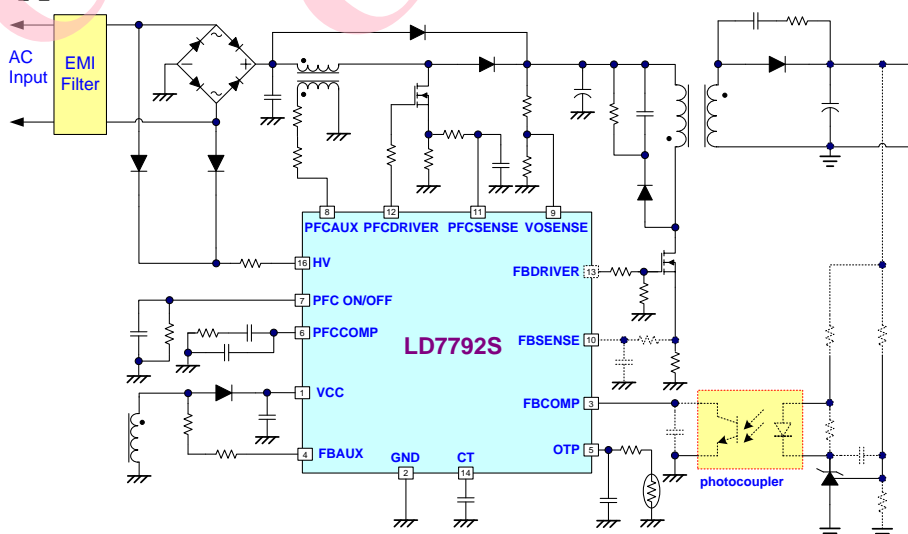 AC
Input
EMI
Filter
8
12
11
9
PFCAUX PFCDRIVER PFCSENSE VOSENSE
16 HV
FBDRIVER 13
7 PFC ON/OFF
6 PFCCOMP
LD7792S
FBSENSE 10
1 VCC
FBCOMP 3
4 FBAUX
GND
CT
OTP 5
2
14
photocoupler